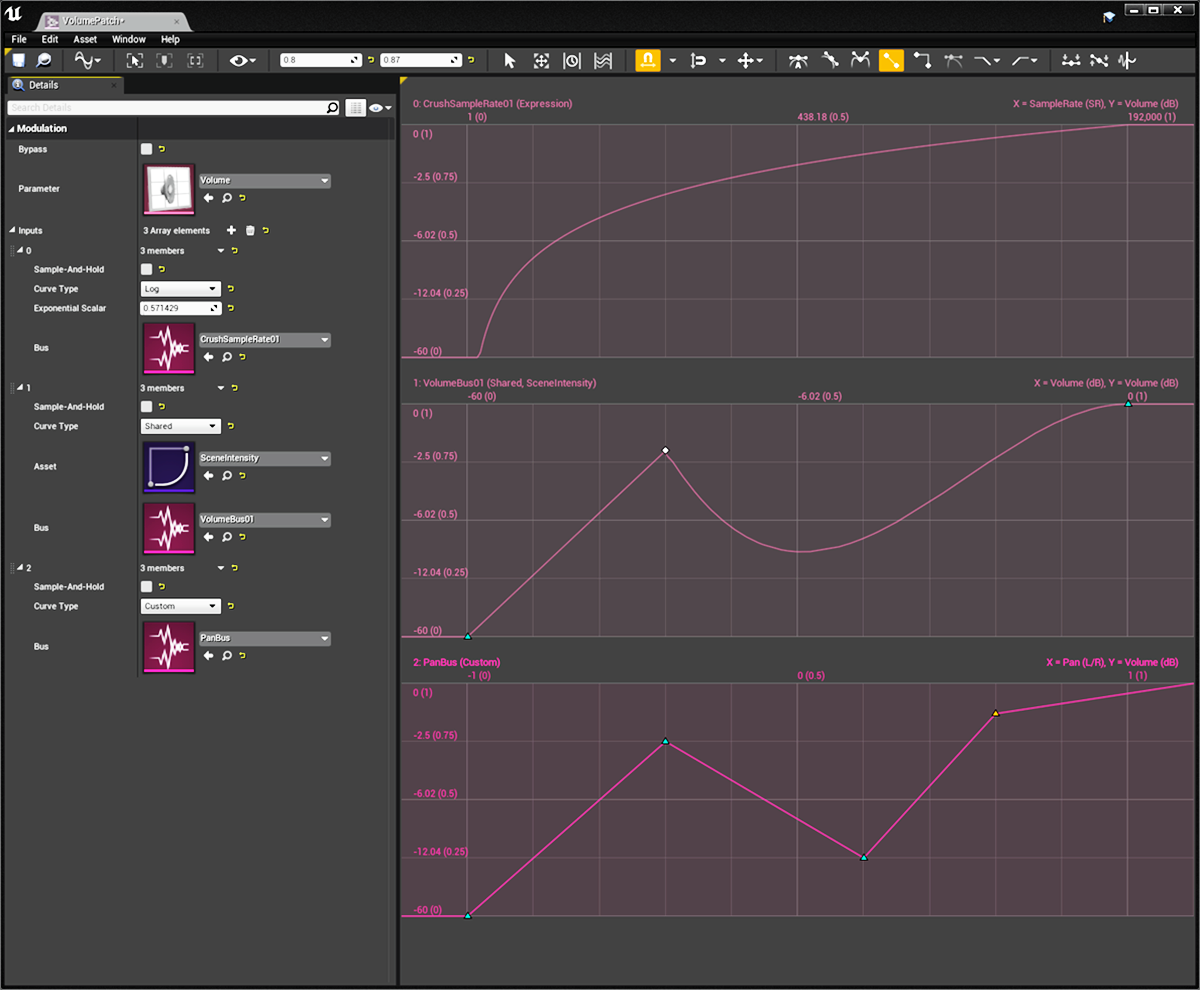 VolumePatch*
File Edit Asset Window Help
0.8 0.87
Details
Search Details
Modulation
Bypass
Parameter Volume
Inputs 3 Array elements
0 3 members
Sample-And-Hold
Curve Type Log
Exponential Scalar 0.571429
Bus CrushSampleRate01
1 3 members
Sample-And-Hold
Curve Type Shared
Asset SceneIntensity
Bus VolumeBus01
2 3 members
Sample-And-Hold
Curve Type Custom
Bus PanBus
0: CrushSampleRate01 (Expression) X = SampleRate (SR), Y = Volume (dB)
1 (0) 438.18 (0.5) 192,000 (1)
0 (1)
-2.5 (0.75)
-6.02 (0.5)
-12.04 (0.25)
-60 (0)
1: VolumeBus01 (Shared, SceneIntensity) X = Volume (dB), Y = Volume (dB)
-60 (0) -6.02 (0.5) 0 (1)
0 (1)
-2.5 (0.75)
-6.02 (0.5)
-12.04 (0.25)
-60 (0)
2: PanBus (Custom) X = Pan (L/R), Y = Volume (dB)
-1 (0) 0 (0.5) 1 (1)
0 (1)
-2.5 (0.75)
-6.02 (0.5)
-12.04 (0.25)
-60 (0)